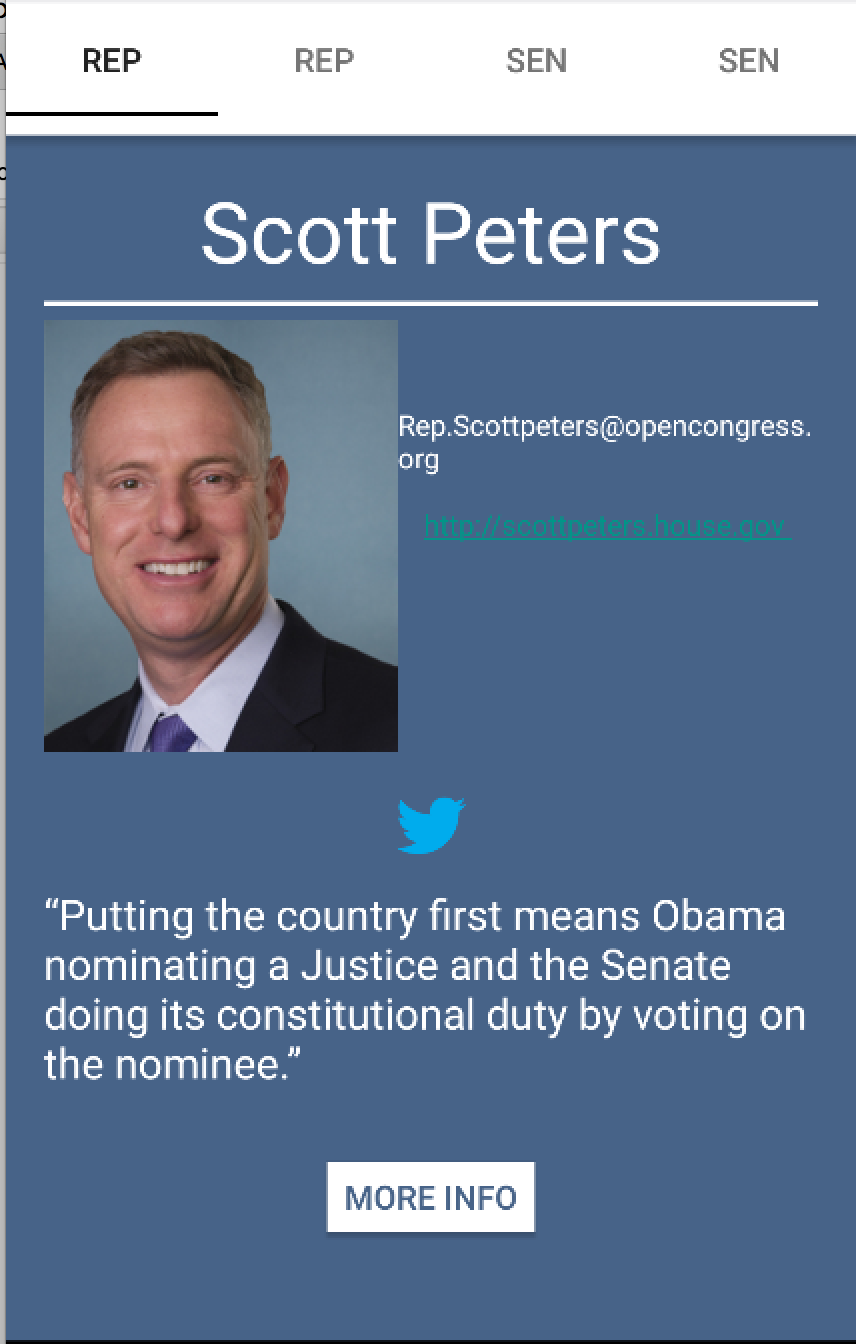 REP REP SEN SEN
Scott Peters
Rep.Scottpeters@opencongress.
org
http://scottpeters.house.gov
“Putting the country first means Obama
nominating a Justice and the Senate
doing its constitutional duty by voting on
the nominee.”
MORE INFO